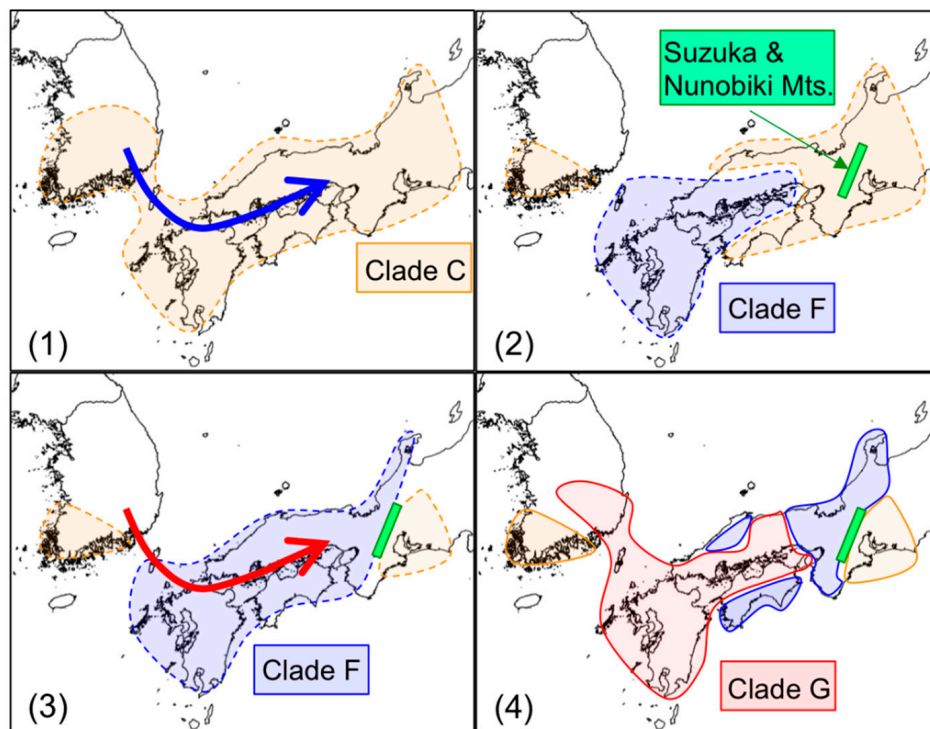 Clade C
(1)
Suzuka &
Nunobiki Mts.
Clade F
(2)
Clade F
(3)
Clade G
(4)